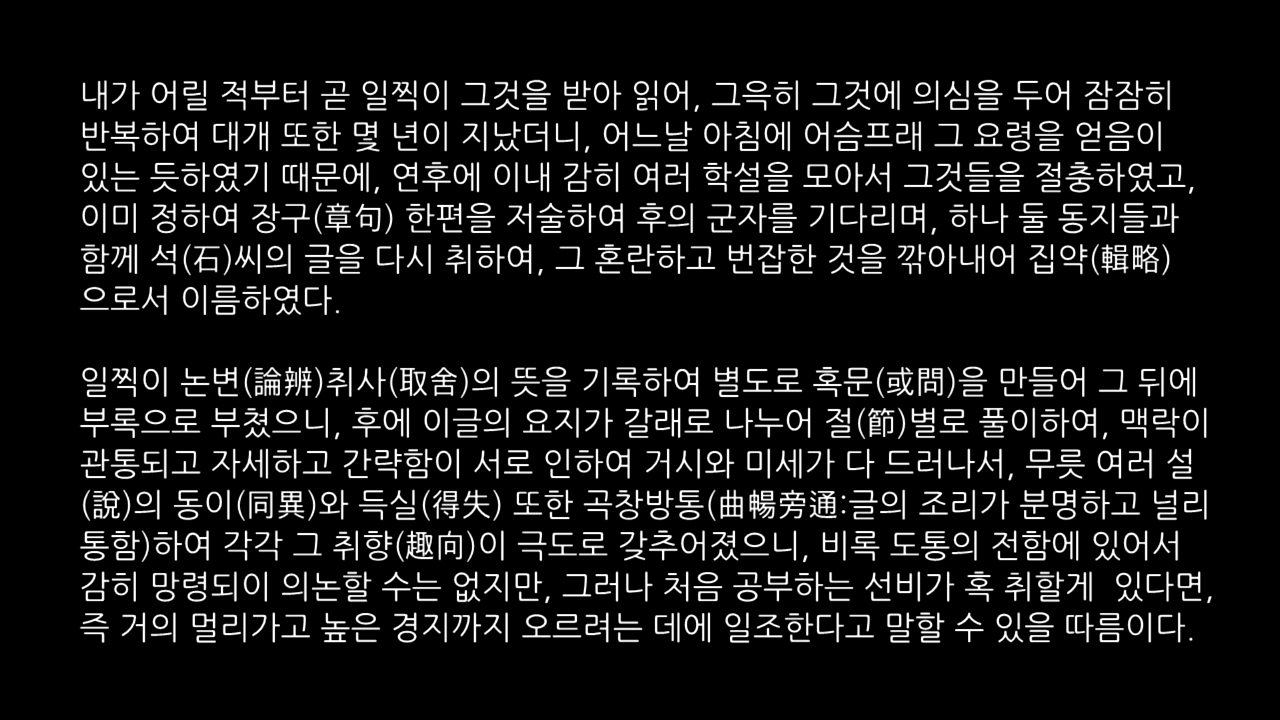 내가 어릴 적부터 곧 일찍이 그것을 받아 읽어, 그윽히 그것에 의심을 두어 잠잠히
반복하여 대개 또한 몇 년이 지났더니, 어느날 아침에 어슴프래 그 요령을 얻음이
있는 듯하였기 때문에, 연후에 이내 감히 여러 학설을 모아서 그것들을 절충하였고,
이미 정하여 장구(章句) 한편을 저술하여 후의 군자를 기다리며, 하나 둘 동지들과
함께 석(石)씨의 글을 다시 취하여, 그 혼란하고 번잡한 것을 깎아내어 집약(輯略)
으로서 이름하였다.
일찍이 논변(論辨)취사(取舍)의 뜻을 기록하여 별도로 혹문(或問)을 만들어 그 뒤에
부록으로 부쳤으니, 후에 이글의 요지가 갈래로 나누어 절(節)별로 풀이하여, 맥락이
관통되고 자세하고 간략함이 서로 인하여 거시와 미세가 다 드러나서, 무릇 여러 설
(說)의 동이(同異)와 득실(得失) 또한 곡창방통(曲暢旁通:글의 조리가 분명하고 널리
통함)하여 각각 그 취향(趣向)이 극도로 갖추어졌으니, 비록 도통의 전함에 있어서
감히 망령되이 의논할 수는 없지만, 그러나 처음 공부하는 선비가 혹 취할게  있다면,
즉 거의 멀리가고 높은 경지까지 오르려는 데에 일조한다고 말할 수 있을 따름이다.